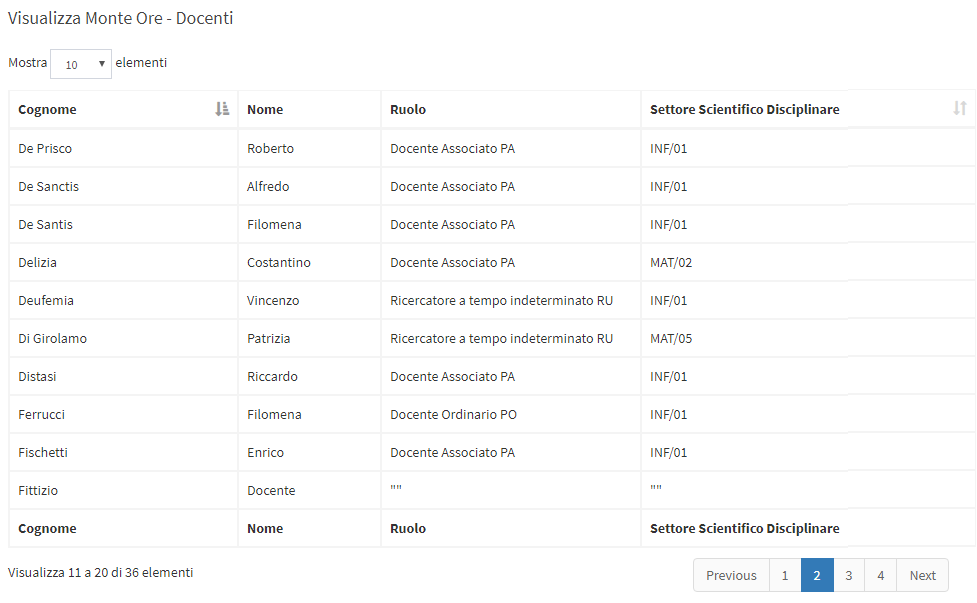 Visualizza Monte Ore - Docenti
Mostra 10 elementi
Cognome Nome Ruolo Settore Scientifico Disciplinare
De Prisco Roberto Docente Associato PA INF/01
De Sanctis Alfredo Docente Associato PA INF/01
De Santis Filomena Docente Associato PA INF/01
Delizia Costantino Docente Associato PA MAT/02
Deufemia Vincenzo Ricercatore a tempo indeterminato RU INF/01
Di Girolamo Patrizia Ricercatore a tempo indeterminato RU MAT/05
Distasi Riccardo Docente Associato PA INF/01
Ferrucci Filomena Docente Ordinario PO INF/01
Fischetti Enrico Docente Associato PA INF/01
Fittizio Docente "" ""
Cognome Nome Ruolo Settore Scientifico Disciplinare
Visualizza 11 a 20 di 36 elementi Previous 1 2 3 4 Next